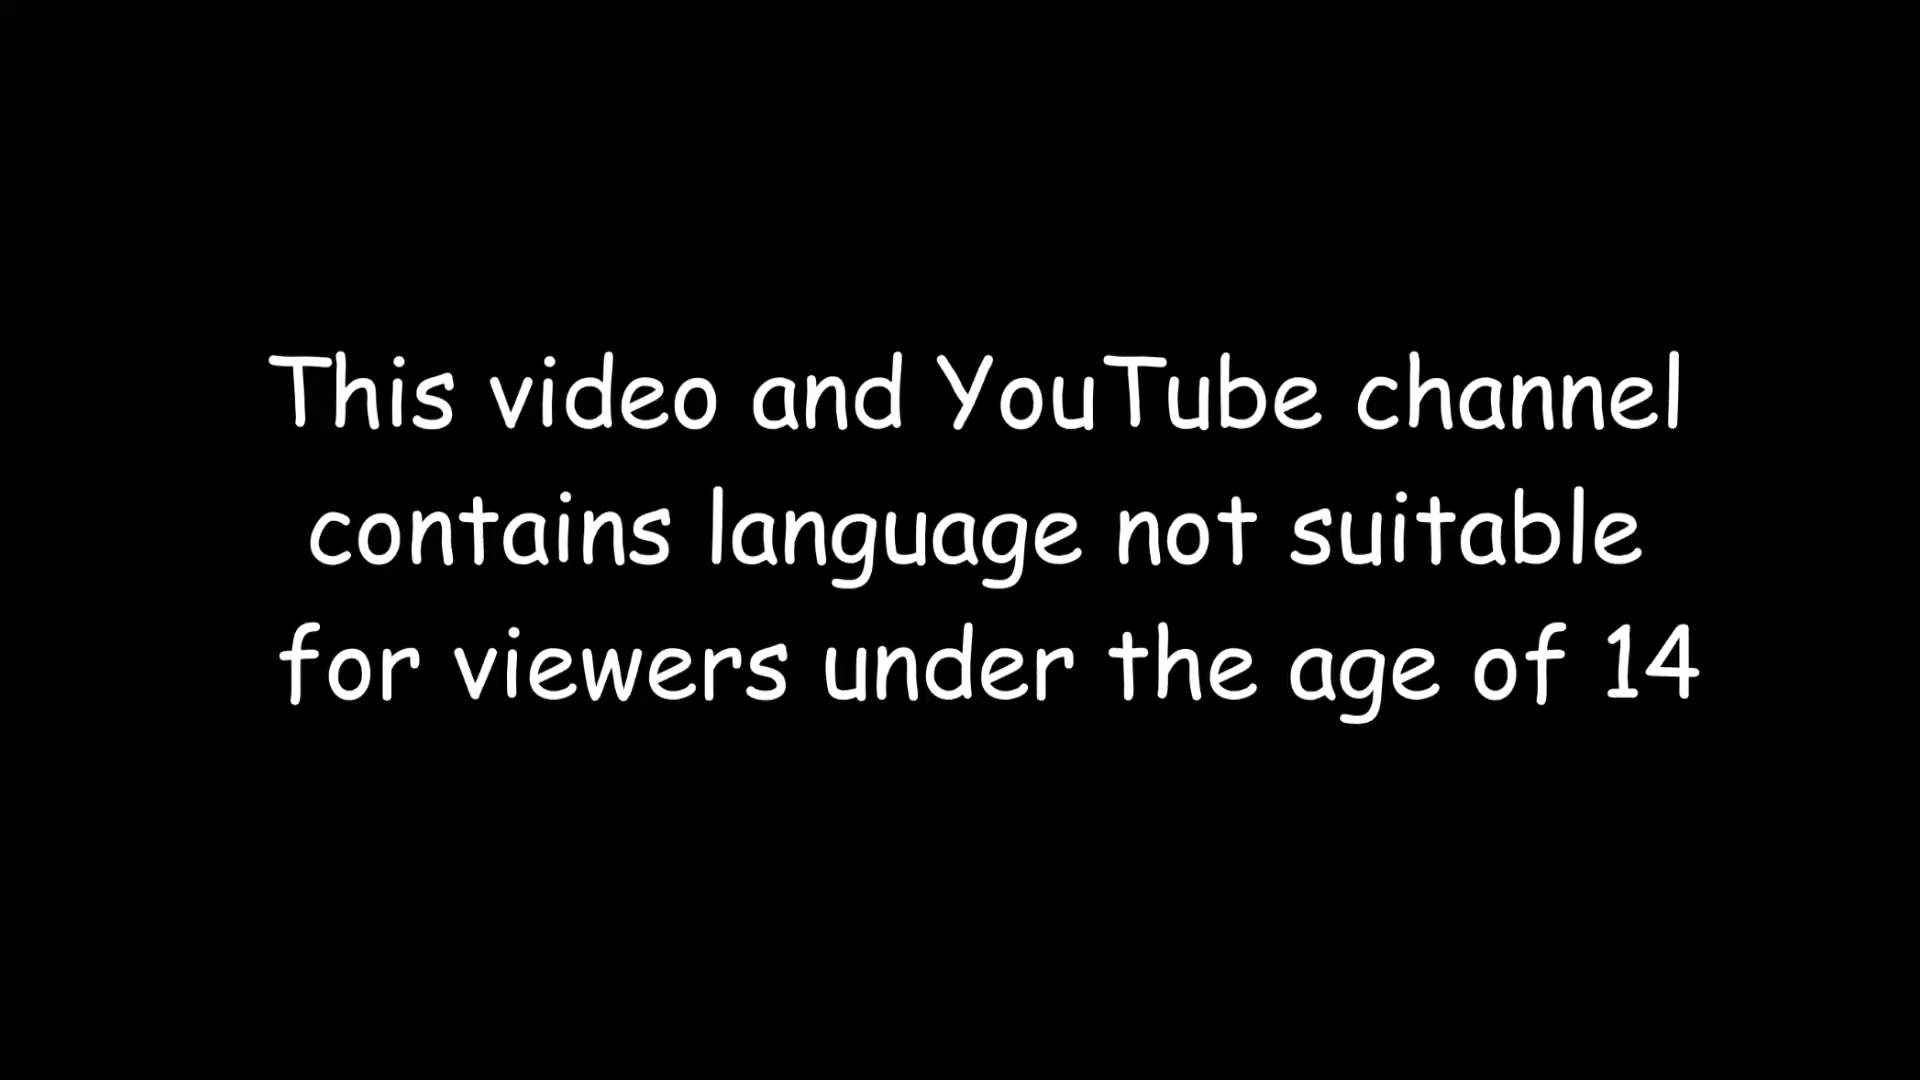 This video and YouTube channel
contains language not suitable
for viewers under the age of 14